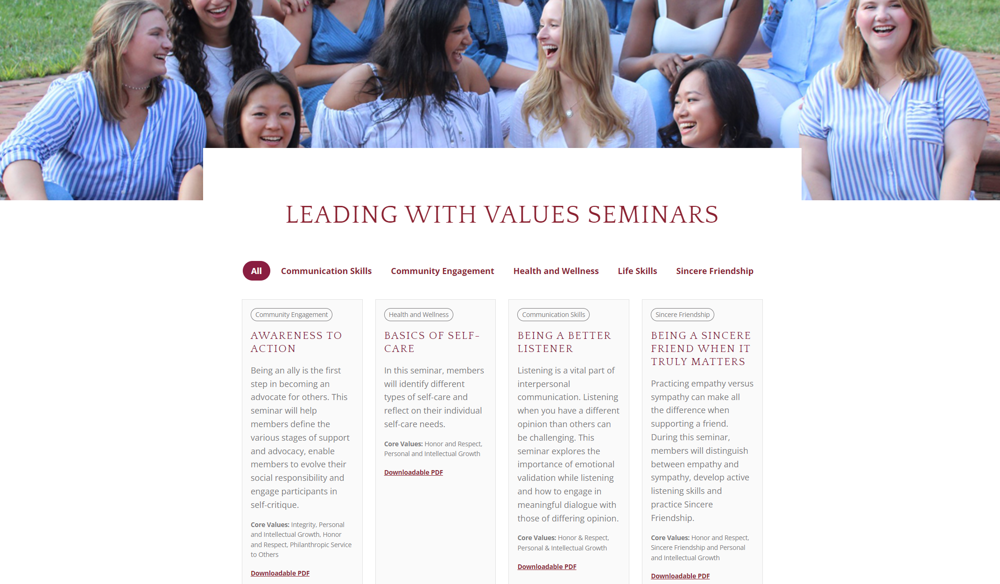 LEADING WITH VALUES SEMINARS
All
Communication Skills
Community Engagement
Health and Wellness
Life Skills
Sincere Friendship
Community Engagement
AWARENESS TO
ACTION
Being an ally is the first
step in becoming an
advocate for others. This
seminar will help
members define the
various stages of support
and advocacy, enable
members to evolve their
social responsibility and
engage participants in
self-critique.
Core Values: Integrity, Personal
and Intellectual Growth, Honor
and Respect, Philanthropic Service
to Others
Downloadable PDF
Health and Wellness
BASICS OF SELF-
CARE
In this seminar, members
will identify different
types of self-care and
reflect on their individual
self-care needs.
Core Values: Honor and Respect,
Personal and Intellectual Growth
Downloadable PDF
Communication Skills
BEING A BETTER
LISTENER
Listening is a vital part of
interpersonal
communication. Listening
when you have a different
opinion than others can
be challenging. This
seminar explores the
importance of emotional
validation while listening
and how to engage in
meaningful dialogue with
those of differing opinion.
Core Values: Honor & Respect,
Personal & Intellectual Growth
Downloadable PDF
Sincere Friendship
BEING A SINCERE
FRIEND WHEN IT
TRULY MATTERS
Practicing empathy versus
sympathy can make all
the difference when
supporting a friend.
During this seminar,
members will distinguish
between empathy and
sympathy, develop active
listening skills and
practice Sincere
Friendship.
Core Values: Honor and Respect,
Sincere Friendship and Personal
and Intellectual Growth
Downloadable PDF